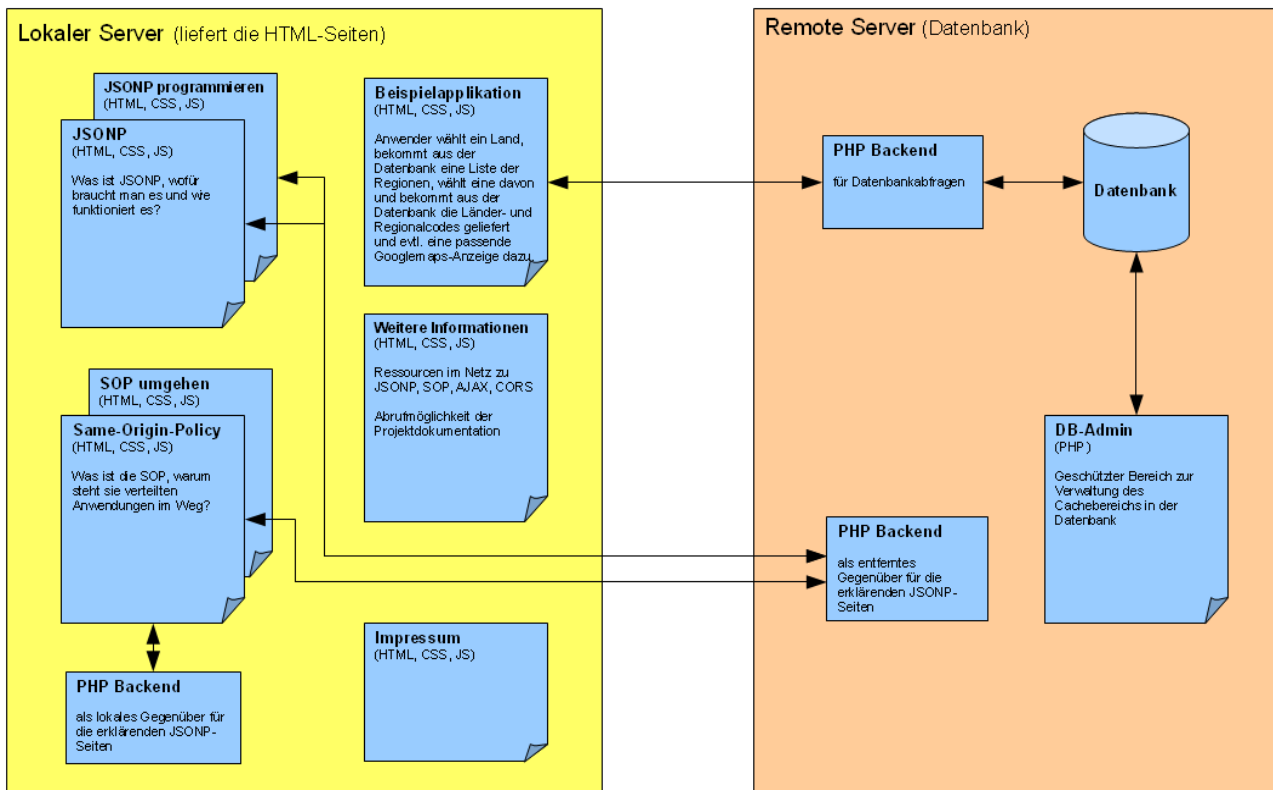 Lokaler Server (liefert die HTML-Seiten)
JSONP programmieren
(HTML, CSS, JS)
JSONP
(HTML, CSS, JS)
Was ist JSONP, wofür
braucht man es und wie
funktioniert es?
Beispielapplikation
(HTML, CSS, JS)
Anwender wählt ein Land,
bekommt aus der
Datenbank eine Liste der
Regionen, wählt eine davon
und bekommt aus der
Datenbank die Länder- und
Regionalcodes geliefert
und evtl. eine passende
Googlemaps-Anzeige dazu.
Weitere Informationen
(HTML, CSS, JS)
Ressourcen im Netz zu
JSONP, SOP, AJAX, CORS
Abrufmöglichkeit der
Projektdokumentation
SOP umgehen
(HTML, CSS, JS)
Same-Origin-Policy
(HTML, CSS, JS)
Was ist die SOP, warum
steht sie verteilten
Anwendungen im Weg?
PHP Backend
als lokales Gegenüber für
die erklärenden JSONP-
Seiten
Impressum
(HTML, CSS, JS)
Remote Server (Datenbank)
PHP Backend
für Datenbankabfragen
Datenbank
DB-Admin
(PHP)
Geschützter Bereich zur
Verwaltung des
Cachebereichs in der
Datenbank
PHP Backend
als entferntes
Gegenüber für die
erklärenden JSONP-
Seiten